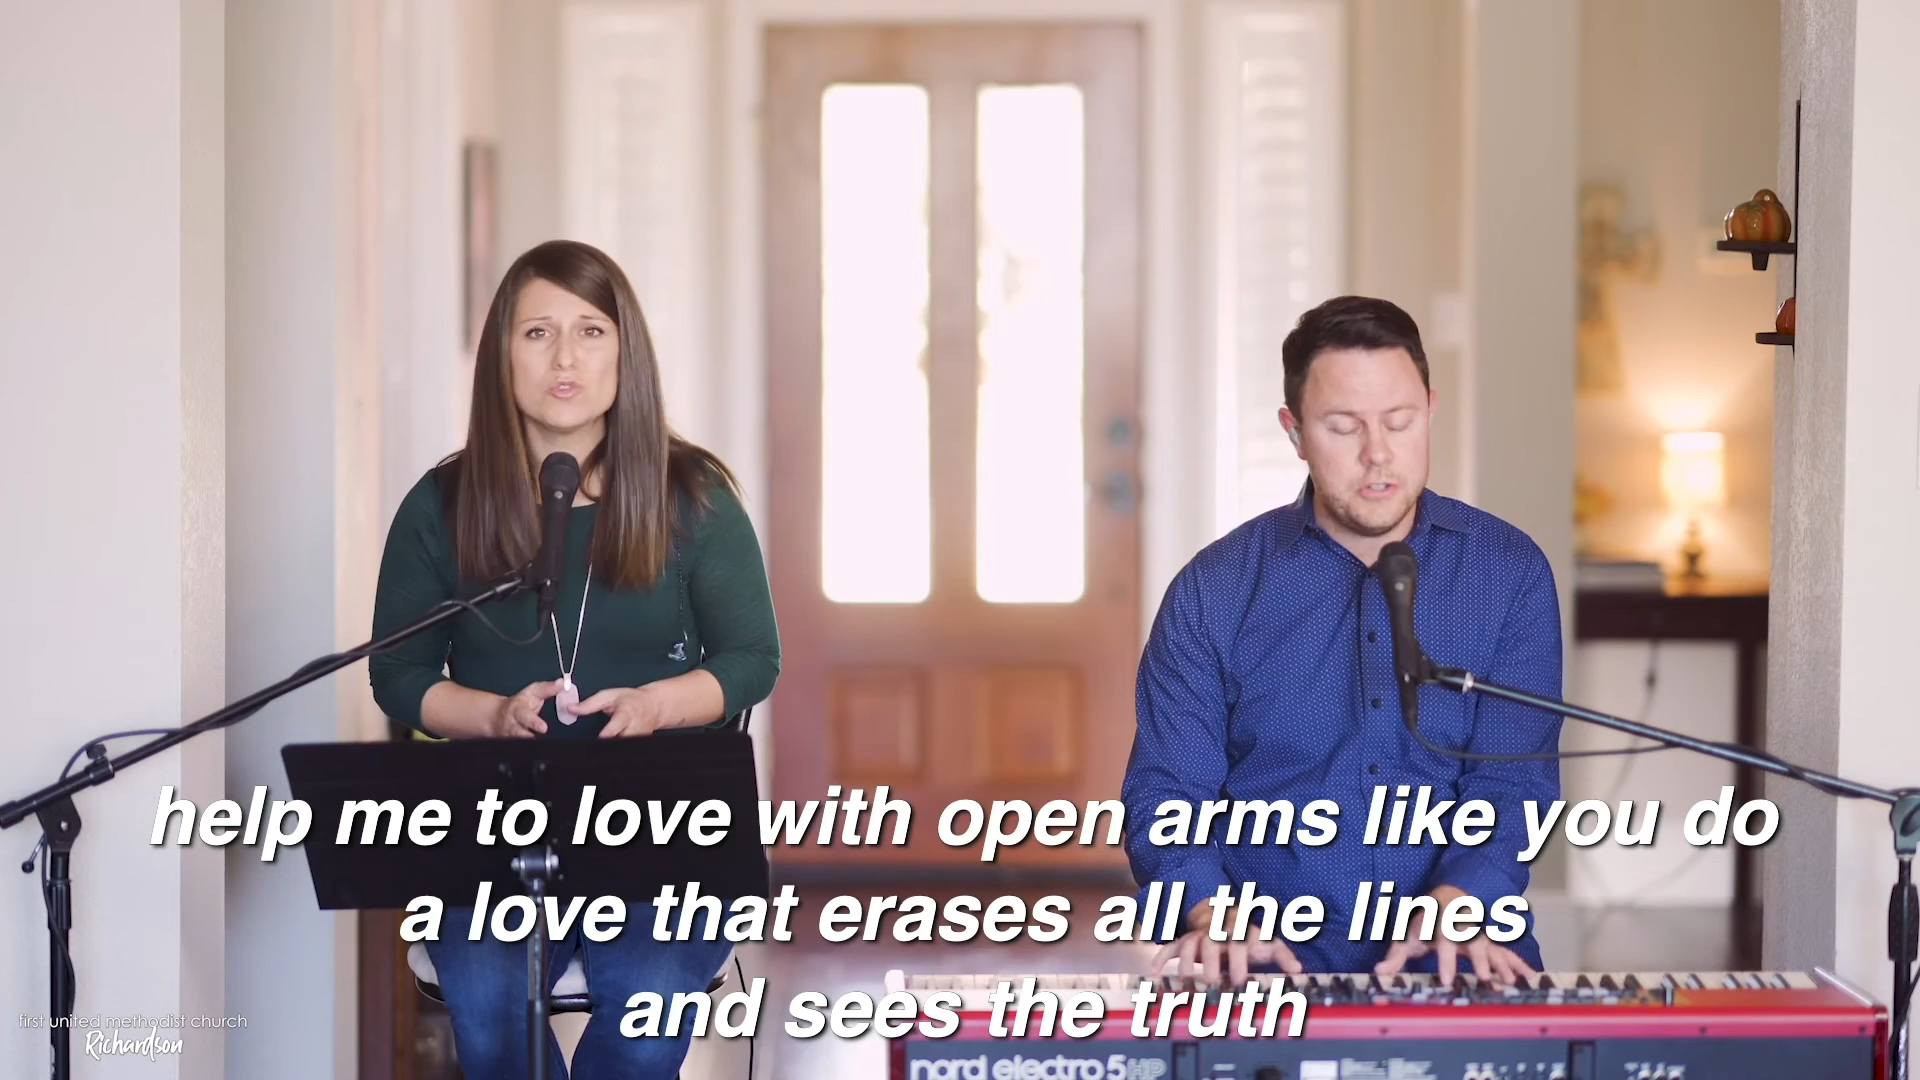 help me to love with open arms like you do
a love that erases all the lines
and sees the truth
first united methodist church
Richardson
nord electro 5 HP